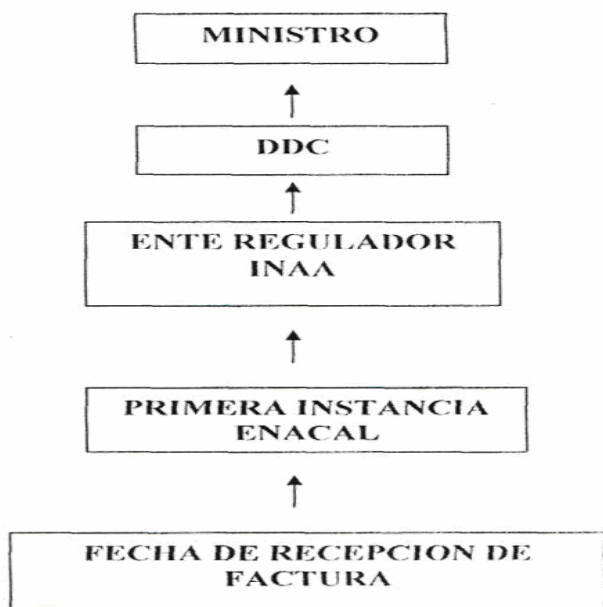 MINISTRO
DDC
ENTE REGULADOR
INAA
PRIMERA INSTANCIA
ENACAL
FECHA DE RECEPCION DE
FACTURA